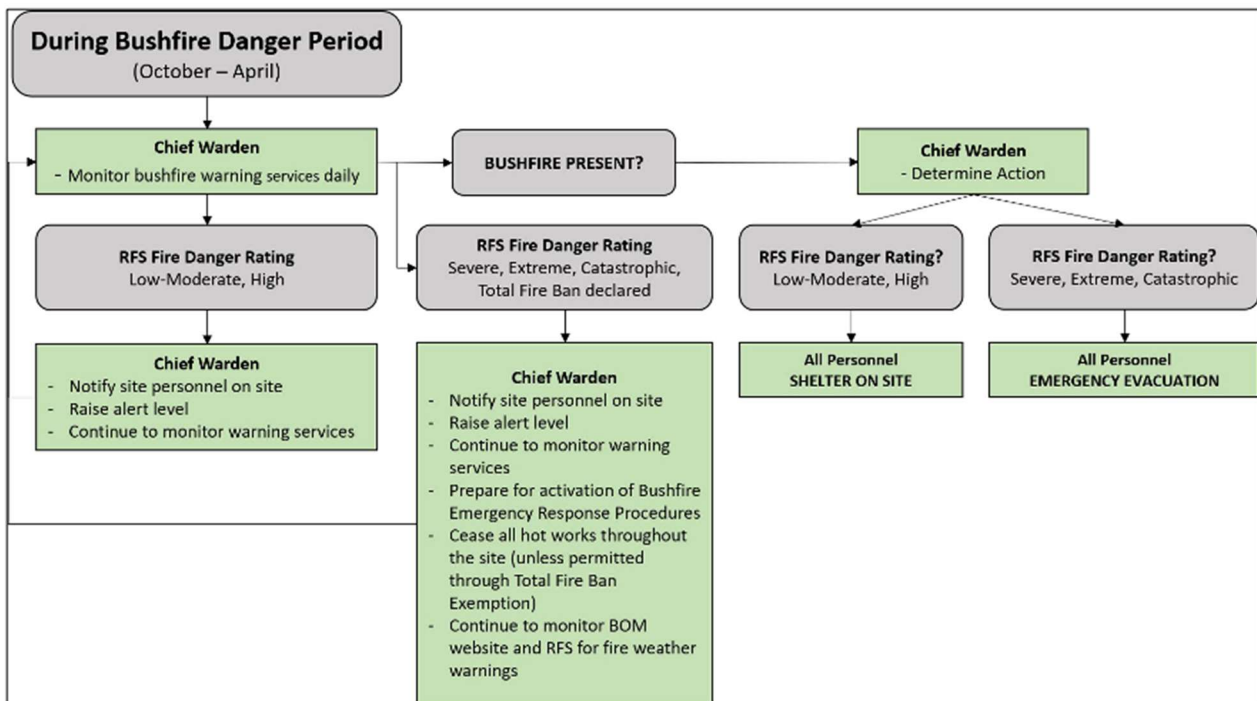 During Bushfire Danger Period
(October – April)
Chief Warden
- Monitor bushfire warning services daily
BUSHFIRE PRESENT?
Chief Warden
- Determine Action
RFS Fire Danger Rating
Low-Moderate, High
RFS Fire Danger Rating
Severe, Extreme, Catastrophic,
Total Fire Ban declared
RFS Fire Danger Rating?
Low-Moderate, High
RFS Fire Danger Rating?
Severe, Extreme, Catastrophic
Chief Warden
- Notify site personnel on site
- Raise alert level
- Continue to monitor warning services
Chief Warden
- Notify site personnel on site
- Raise alert level
- Continue to monitor warning
services
- Prepare for activation of Bushfire
Emergency Response Procedures
- Cease all hot works throughout
the site (unless permitted
through Total Fire Ban
Exemption)
- Continue to monitor BOM
website and RFS for fire weather
warnings
All Personnel
SHELTER ON SITE
All Personnel
EMERGENCY EVACUATION